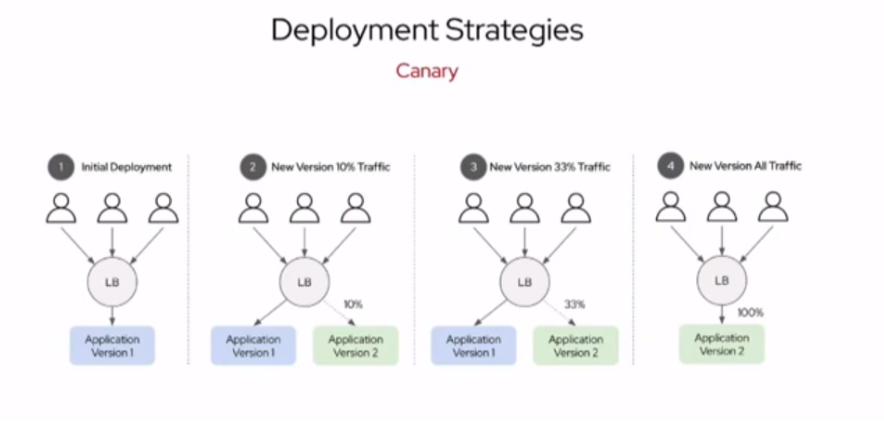 Deployment Strategies
Canary
1 Initial Deployment
LB
Application
Version 1
2 New Version 10% Traffic
LB
10%
Application
Version 1
Application
Version 2
3 New Version 33% Traffic
LB
33%
Application
Version 1
Application
Version 2
4 New Version All Traffic
LB
100%
Application
Version 2